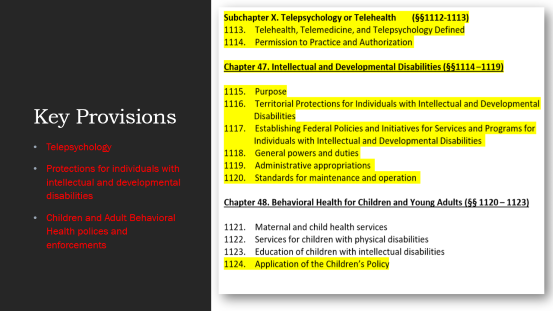 Key Provisions
• Telepsychology
• Protections for individuals with
intellectual and developmental
disabilities
• Children and Adult Behavioral
Health polices and
enforcements
Subchapter X. Telepsychology or Telehealth (§§1112-1113)
1113. Telehealth, Telemedicine, and Telepsychology Defined
1114. Permission to Practice and Authorization
Chapter 47. Intellectual and Developmental Disabilities (§§1114–1119)
1115. Purpose
1116. Territorial Protections for Individuals with Intellectual and Developmental
Disabilities
1117. Establishing Federal Policies and Initiatives for Services and Programs for
Individuals with Intellectual and Developmental Disabilities
1118. General powers and duties
1119. Administrative appropriations
1120. Standards for maintenance and operation
Chapter 48. Behavioral Health for Children and Young Adults (§§ 1120 – 1123)
1121. Maternal and child health services
1122. Services for children with physical disabilities
1123. Education of children with intellectual disabilities
1124. Application of the Children's Policy